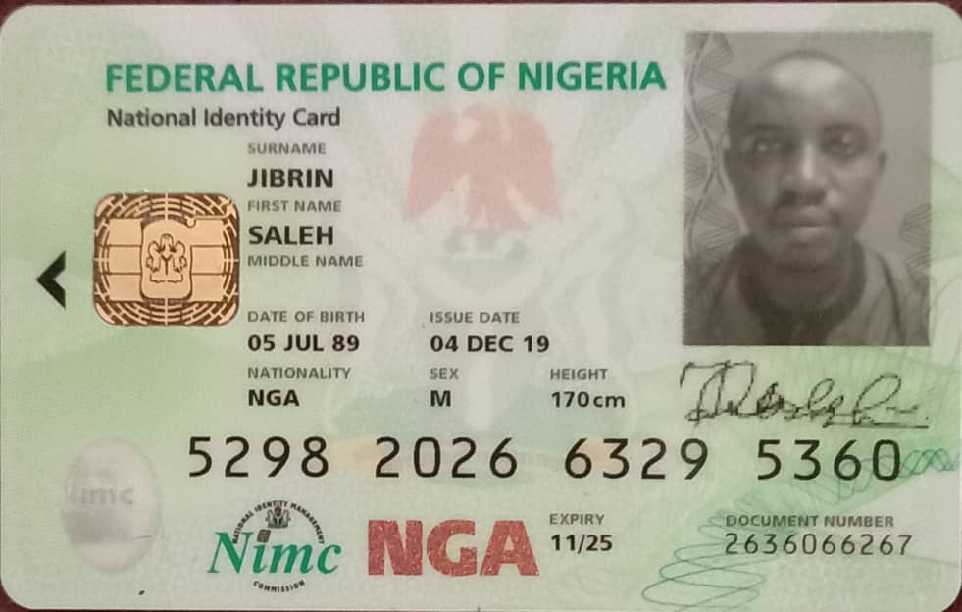 FEDERAL REPUBLIC OF NIGERIA
National Identity Card
SURNAME
JIBRIN
FIRST NAME
SALEH
MIDDLE NAME
DATE OF BIRTH ISSUE DATE
05 JUL 89 04 DEC 19
NATIONALITY SEX HEIGHT
NGA M 170cm
5298 2026 6329 5360
nimc
NATIONAL IDENTITY MANAGEMENT
Nimc
COMMISSION
NGA
EXPIRY
11/25
DOCUMENT NUMBER
2636066267